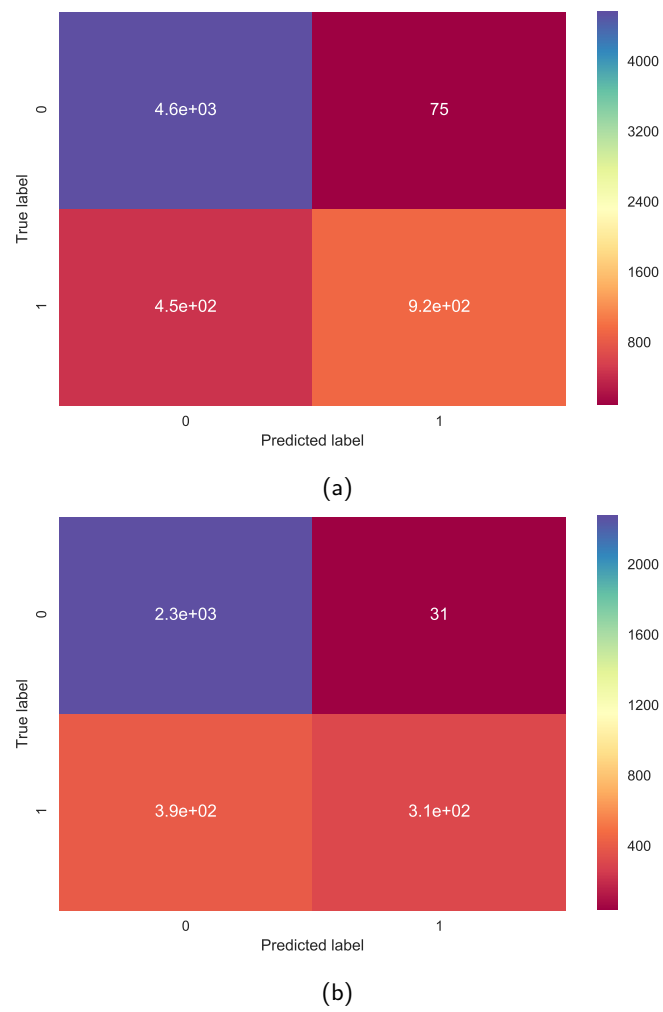 4.6e+03 75
4.5e+02 9.2e+02
0
1
True label
0 1
Predicted label
4000
3200
2400
1600
800
(a)
2.3e+03 31
3.9e+02 3.1e+02
0
1
True label
0 1
Predicted label
2000
1600
1200
800
400
(b)